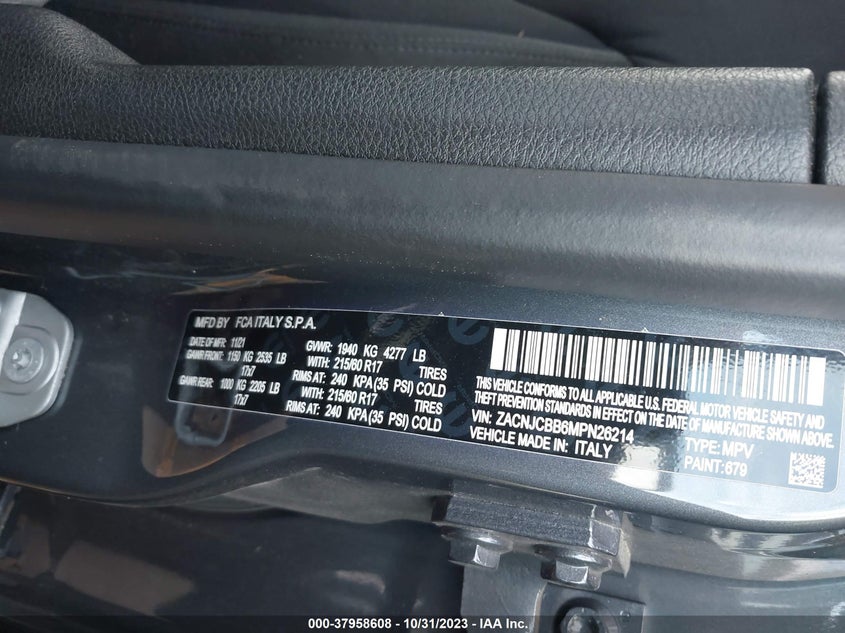 MFD BY FCA ITALY S.P.A.
DATE OF MFR: 11/21 GVWR: 1940 KG 4277 LB
GAWR FRONT: 1150 KG 2535 LB WITH: 215/60 R17 TIRES
17x7 RIMS AT: 240 KPA (35 PSI) COLD
GAWR REAR: 1000 KG 2205 LB WITH: 215/60 R17 TIRES
17x7 RIMS AT: 240 KPA (35 PSI) COLD
THIS VEHICLE CONFORMS TO ALL APPLICABLE U.S. FEDERAL MOTOR VEHICLE SAFETY AND
THEFT PREVENTION STANDARDS IN EFFECT ON THE DATE OF MANUFACTURE SHOWN ABOVE.
VIN: ZACNJCBB6MPN26214 TYPE: MPV
VEHICLE MADE IN: ITALY PAINT: 679
000-37958608 - 10/31/2023 - IAA Inc.